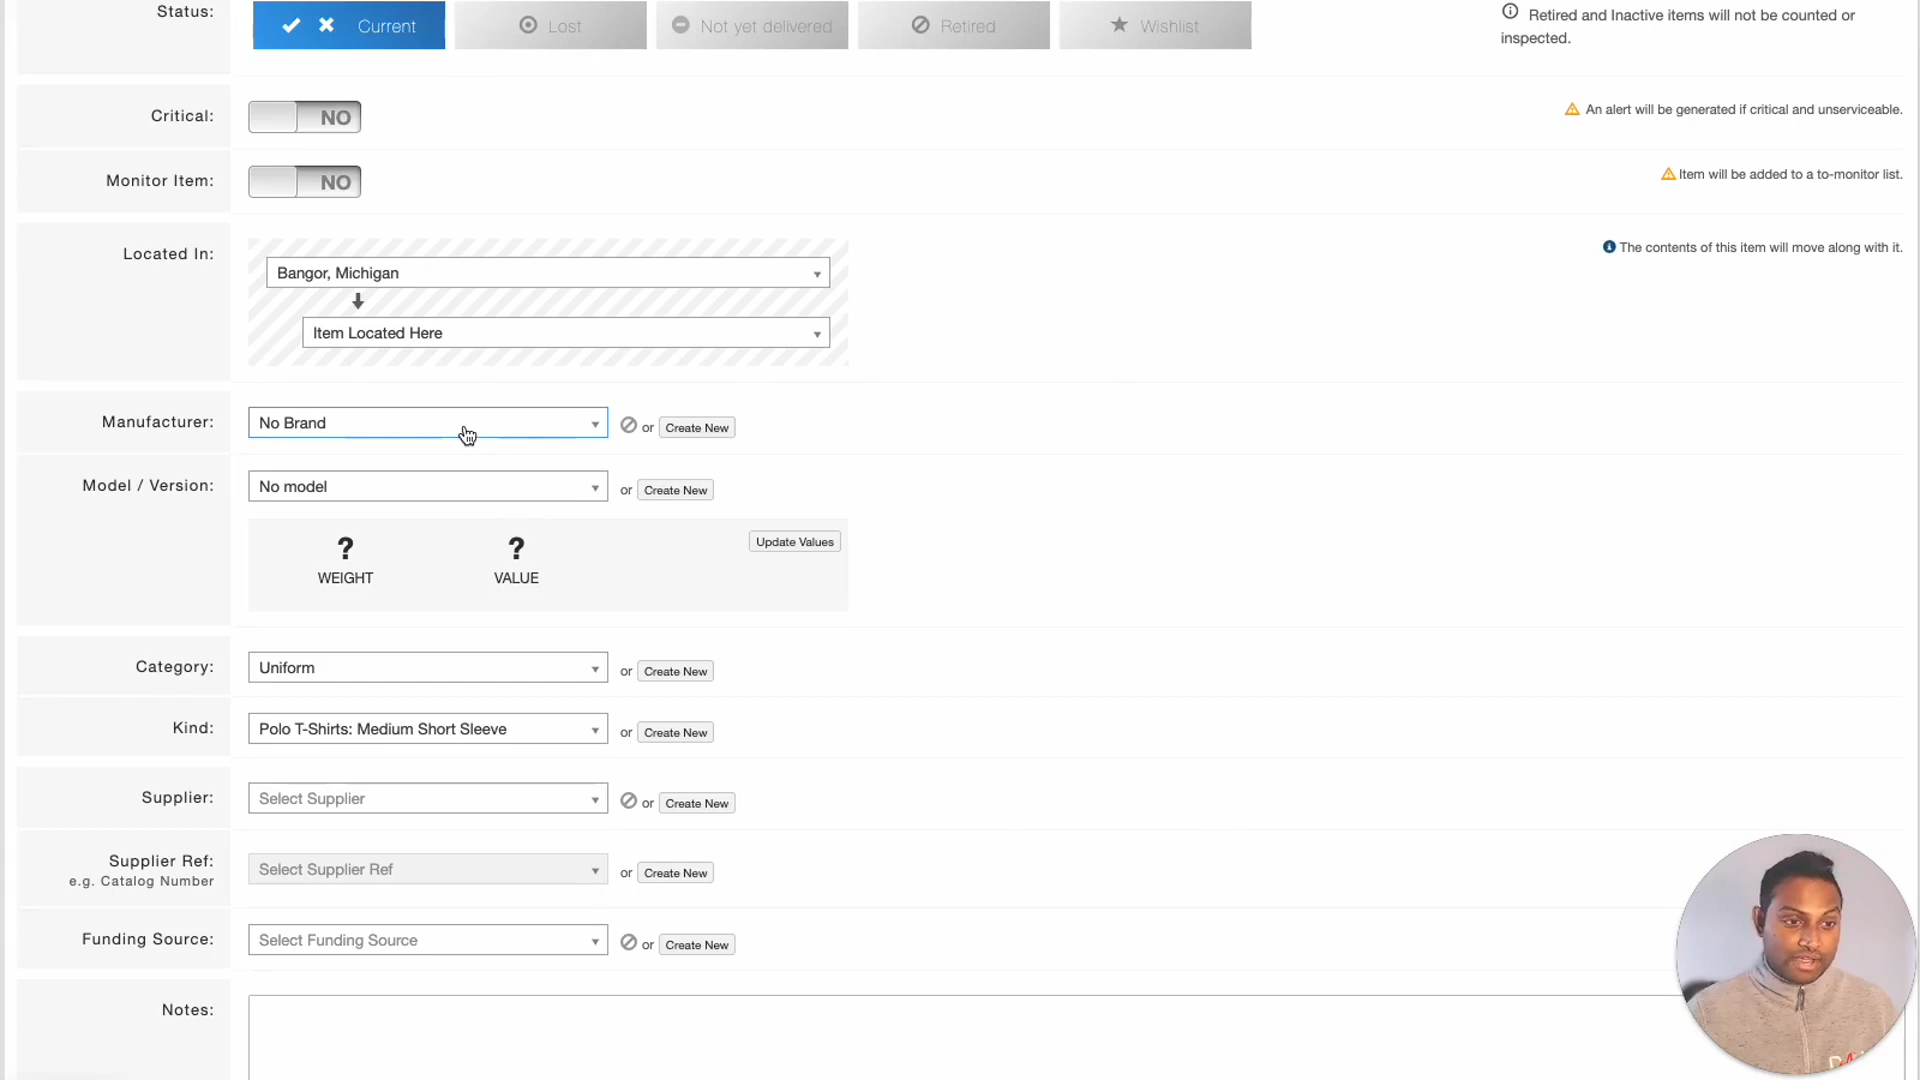 Status:
Current
Lost
Not yet delivered
Retired
Wishlist
Retired and Inactive items will not be counted or
inspected.
Critical:
NO
An alert will be generated if critical and unserviceable.
Monitor Item:
NO
Item will be added to a to-monitor list.
Located In:
Bangor, Michigan
Item Located Here
The contents of this item will move along with it.
Manufacturer:
No Brand
or Create New
Model / Version:
No model
or Create New
?
WEIGHT
?
VALUE
Update Values
Category:
Uniform
or Create New
Kind:
Polo T-Shirts: Medium Short Sleeve
or Create New
Supplier:
Select Supplier
or Create New
Supplier Ref:
e.g. Catalog Number
Select Supplier Ref
or Create New
Funding Source:
Select Funding Source
or Create New
Notes: